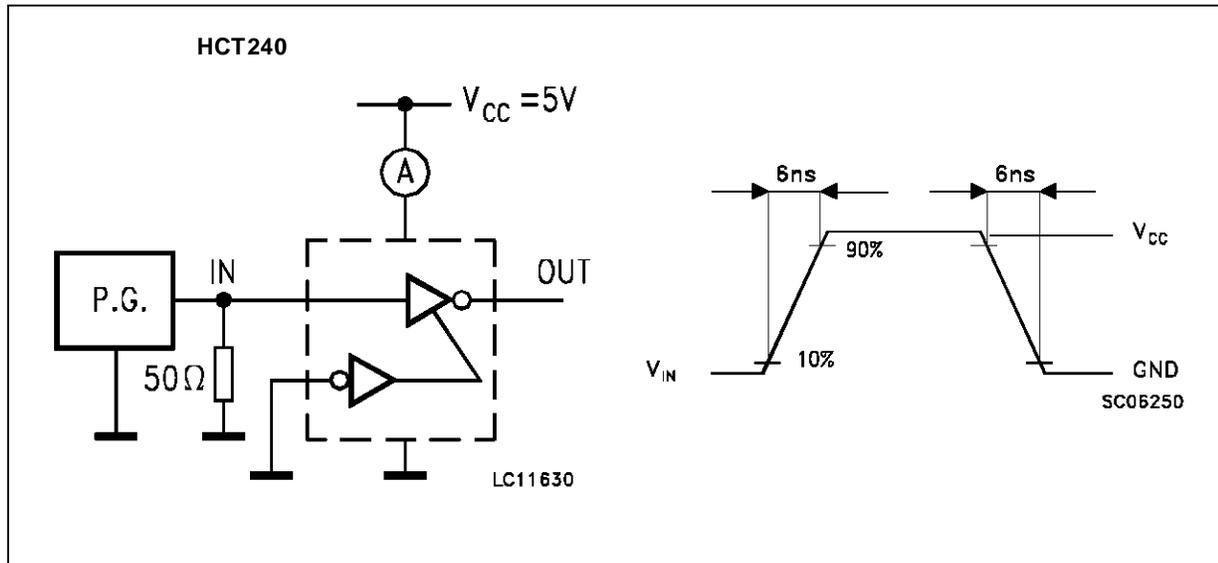 HCT240
V_CC =5V
A
P.G.
IN
OUT
50Ω
LC11630
6ns
6ns
90%
V_CC
10%
V_IN
GND
SC06250